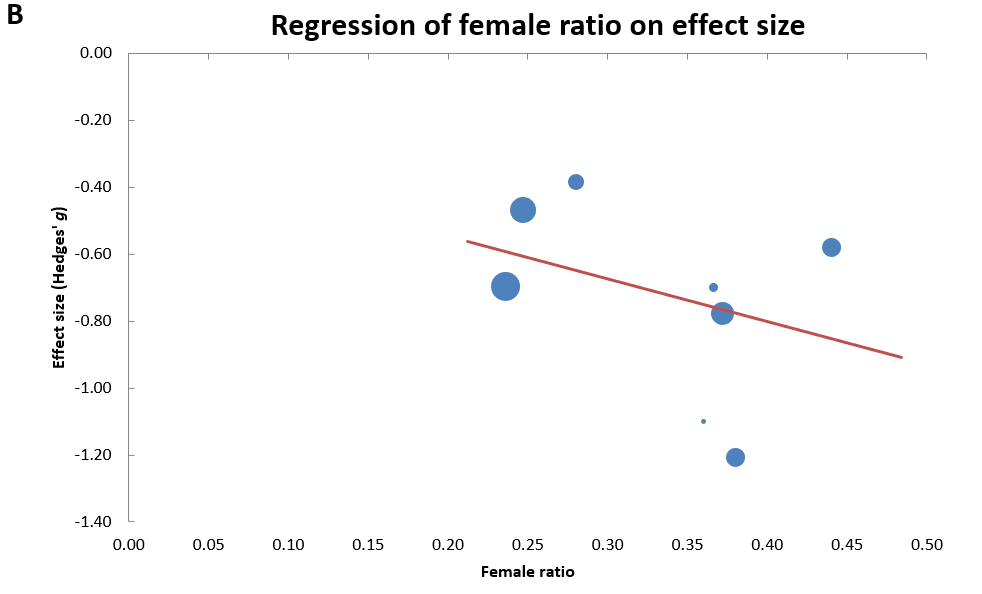 B
Regression of female ratio on effect size
0.00
-0.20
-0.40
-0.60
-0.80
-1.00
-1.20
-1.40
Effect size (Hedges' g)
0.00 0.05 0.10 0.15 0.20 0.25 0.30 0.35 0.40 0.45 0.50
Female ratio